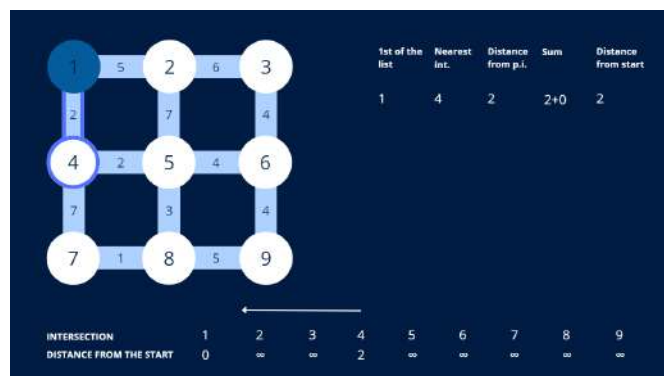 1 5 2 6 3
2 7 4
4 2 5 4 6
7 3 4
7 1 8 5 9
1st of the list Nearest int. Distance from p.i. Sum Distance from start
1 4 2 2+0 2
INTERSECTION 1 2 3 4 5 6 7 8 9
DISTANCE FROM THE START 0 ∞ ∞ 2 ∞ ∞ ∞ ∞ ∞